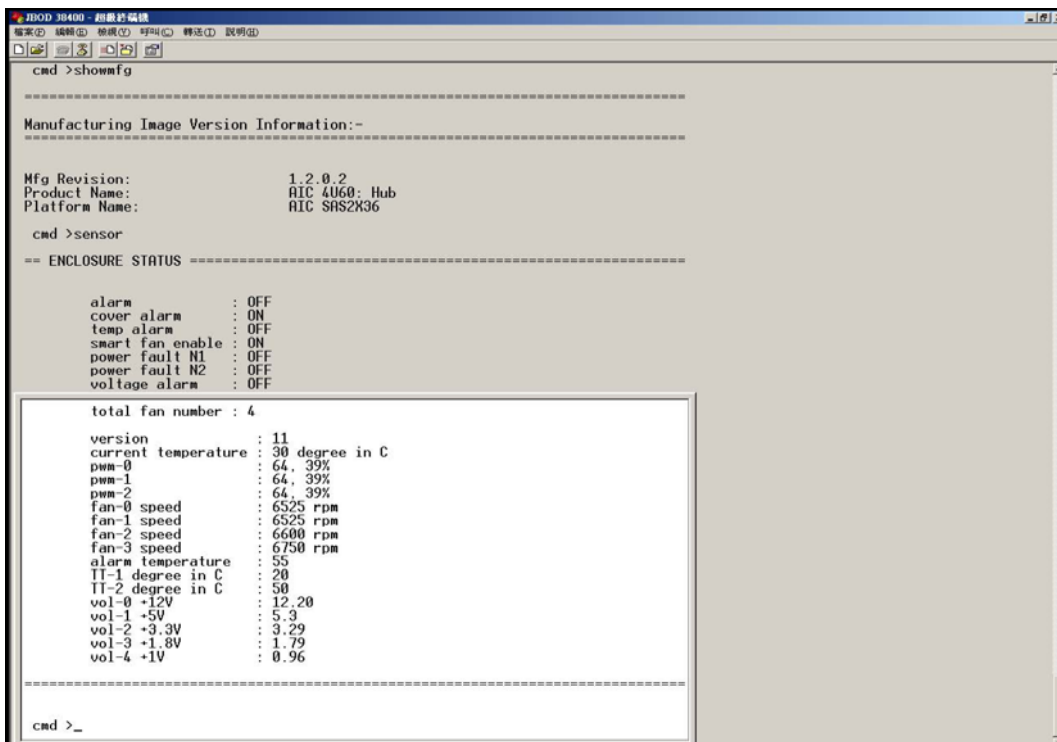 JBOD 38400 - 超級終端機
檔案(F) 編輯(E) 檢視(V) 呼叫(C) 轉送(T) 說明(H)
cmd >showmfg
================================================================================
Manufacturing Image Version Information:-
================================================================================
Mfg Revision: 1.2.0.2
Product Name: AIC 4U60: Hub
Platform Name: AIC SAS2X36
cmd >sensor
== ENCLOSURE STATUS ============================================================
alarm : OFF
cover alarm : ON
temp alarm : OFF
smart fan enable : ON
power fault N1 : OFF
power fault N2 : OFF
voltage alarm : OFF
total fan number : 4
version : 11
current temperature : 30 degree in C
pwm-0 : 64, 39%
pwm-1 : 64, 39%
pwm-2 : 64, 39%
fan-0 speed : 6525 rpm
fan-1 speed : 6525 rpm
fan-2 speed : 6600 rpm
fan-3 speed : 6750 rpm
alarm temperature : 55
TT-1 degree in C : 20
TT-2 degree in C : 50
vol-0 +12V : 12.20
vol-1 +5V : 5.3
vol-2 +3.3V : 3.29
vol-3 +1.8V : 1.79
vol-4 +1V : 0.96
================================================================================
cmd >_